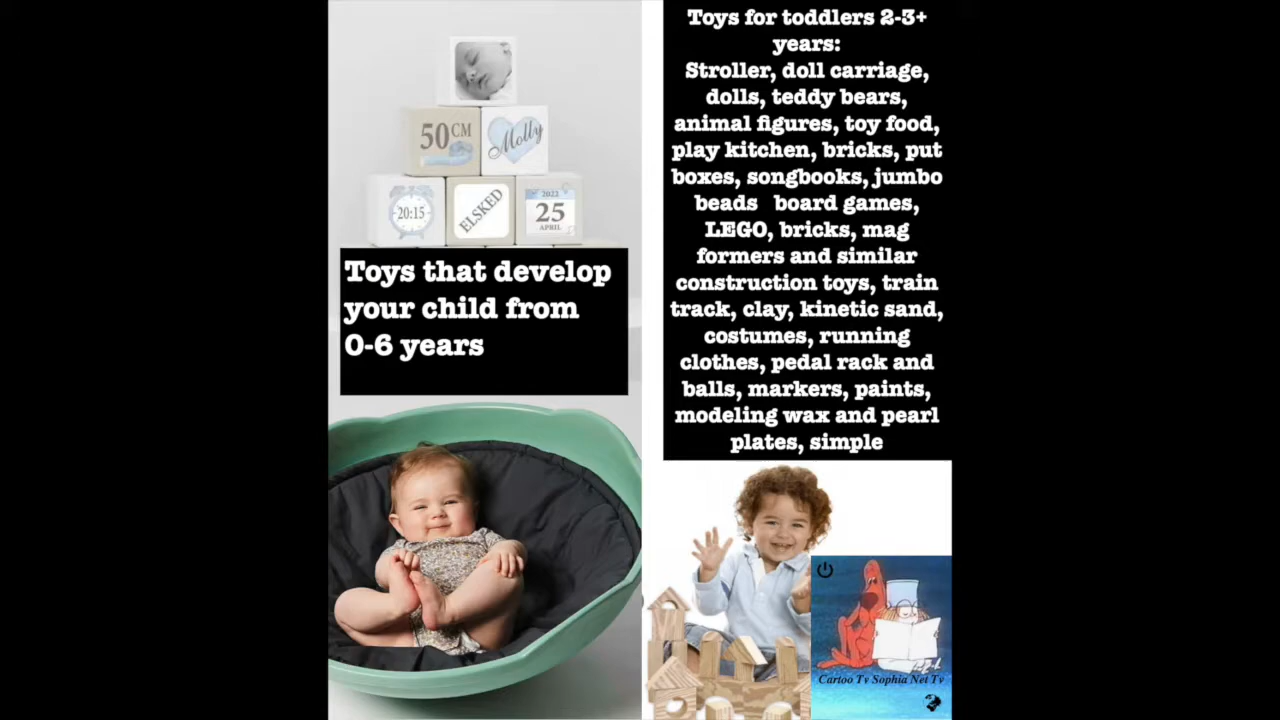 50 CM
Molly
20:15
ELSKED
2022
25
APRIL
Toys that develop
your child from
0-6 years
Toys for toddlers 2-3+
years:
Stroller, doll carriage,
dolls, teddy bears,
animal figures, toy food,
play kitchen, bricks, put
boxes, songbooks, jumbo
beads board games,
LEGO, bricks, mag
formers and similar
construction toys, train
track, clay, kinetic sand,
costumes, running
clothes, pedal rack and
balls, markers, paints,
modeling wax and pearl
plates, simple
Cartoo Tv Sophia Net Tv